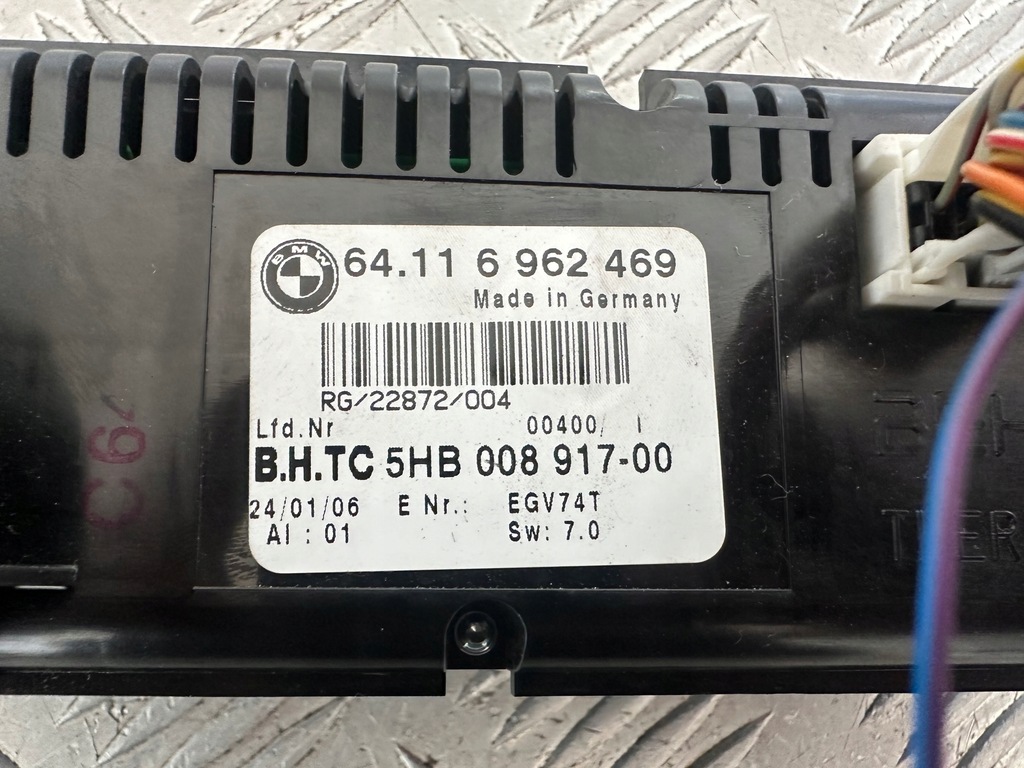 BMW
64.11 6 962 469
Made in Germany
RG/22872/004
Lfd.Nr 00400/ I
B.H.TC 5HB 008 917-00
24/01/06 E Nr.: EGV74T
AI : 01 Sw: 7.0